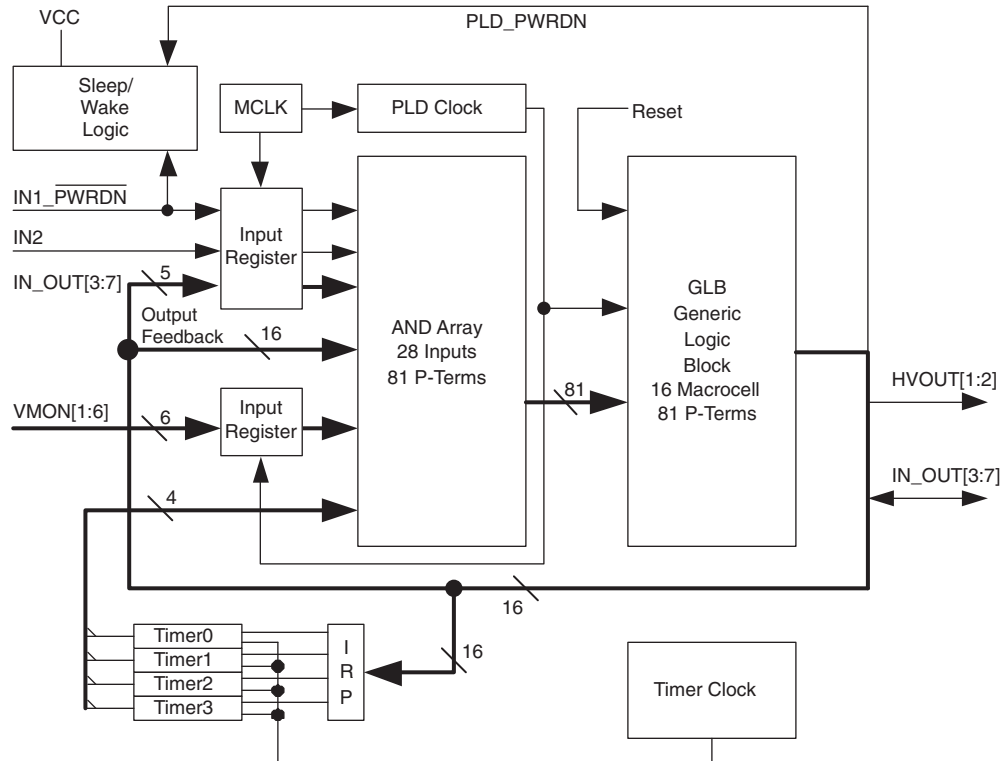 VCC
PLD_PWRDN
Sleep/
Wake
Logic
MCLK
PLD Clock
Reset
IN1_PWRDN
IN2
IN_OUT[3:7]
5
Input
Register
Output
Feedback
16
AND Array
28 Inputs
81 P-Terms
GLB
Generic
Logic
Block
16 Macrocell
81 P-Terms
81
HVOUT[1:2]
VMON[1:6]
6
Input
Register
IN_OUT[3:7]
4
16
16
Timer0
Timer1
Timer2
Timer3
I
R
P
Timer Clock